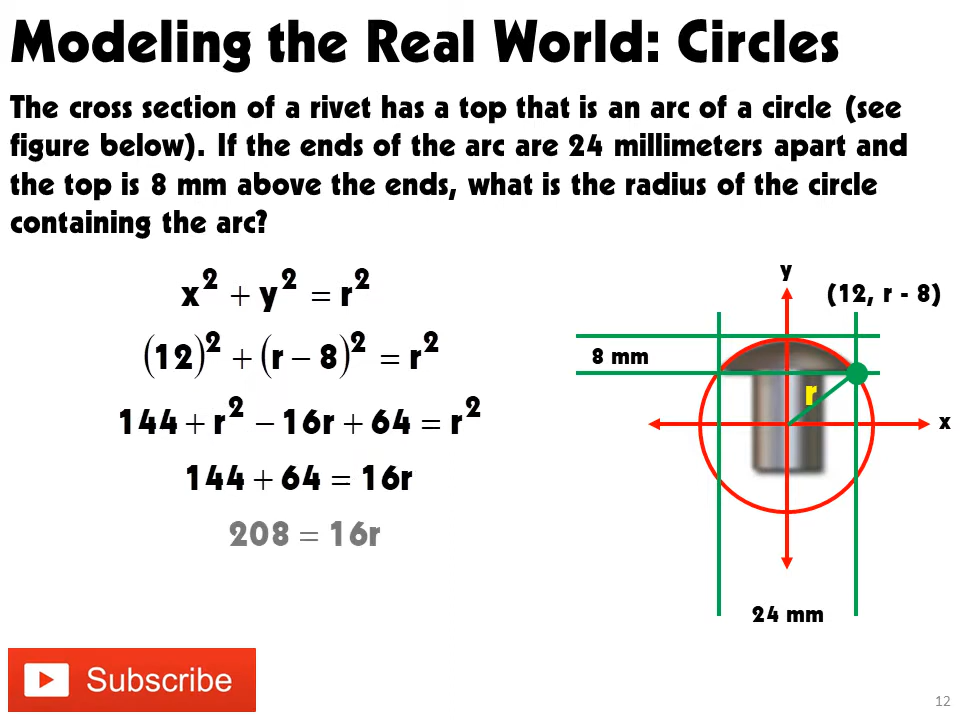 Modeling the Real World: Circles
The cross section of a rivet has a top that is an arc of a circle (see
figure below). If the ends of the arc are 24 millimeters apart and
the top is 8 mm above the ends, what is the radius of the circle
containing the arc?
x² + y² = r²
(12)² + (r − 8)² = r²
144 + r² − 16r + 64 = r²
144 + 64 = 16r
208 = 16r
y
(12, r - 8)
8 mm
r
x
24 mm
Subscribe
12